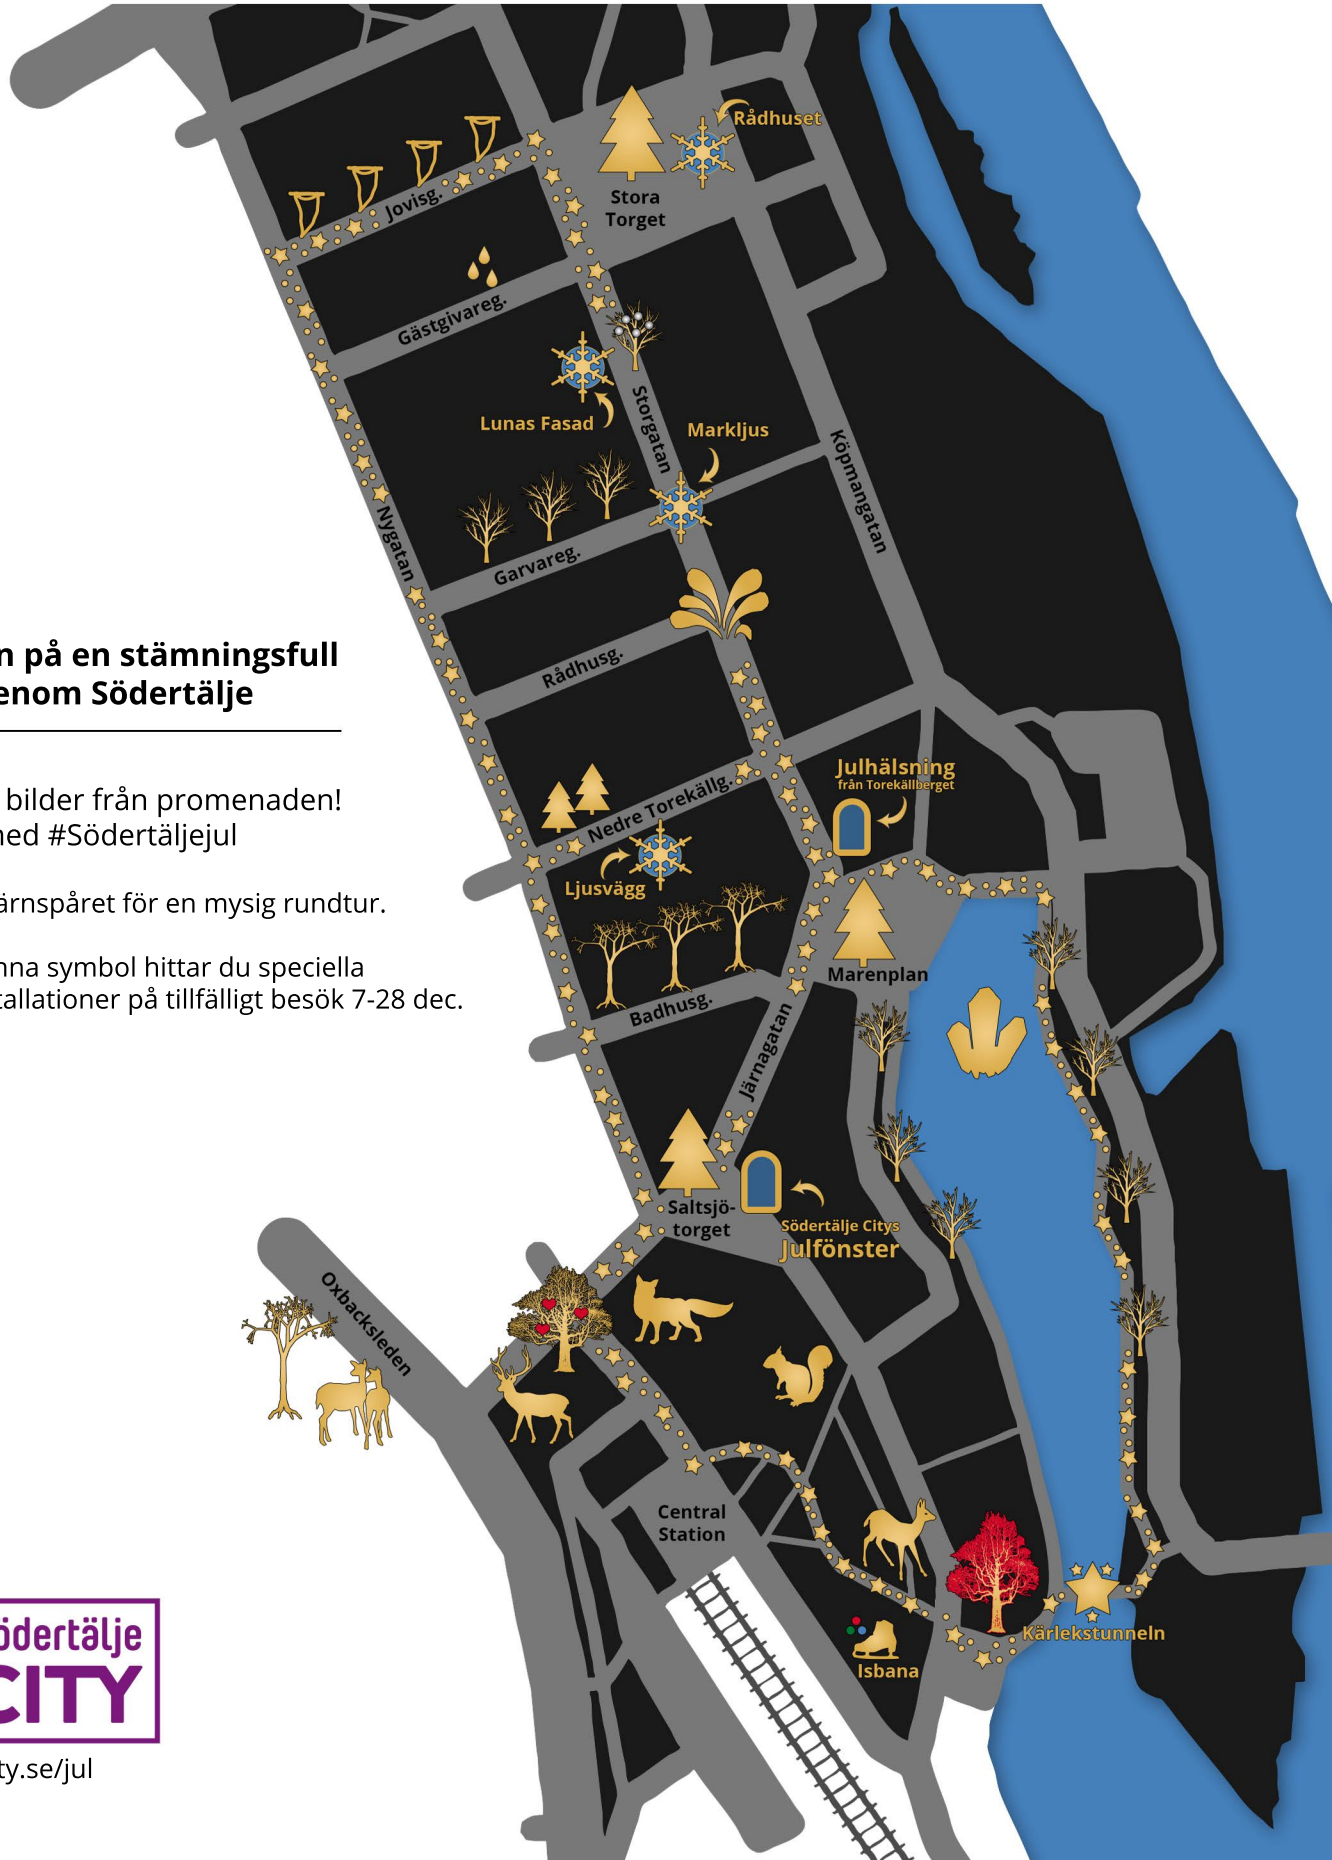 Rådhuset
Stora
Torget
Jovisg.
Gästgivareg.
Lunas Fasad
Storgatan
Markljus
Köpmangatan
Nygatan
Garvareg.
Rådhusg.
n på en stämningsfull
enom Södertälje
bilder från promenaden!
ned #Södertäljejul
ärnspåret för en mysig rundtur.
nna symbol hittar du speciella
tallationer på tillfälligt besök 7-28 dec.
Julhälsning
från Torekällberget
Nedre Torekällg.
Ljusvägg
Marenplan
Badhusg.
Järnagatan
Saltsjö-
torget
Södertälje Citys
Julfönster
Oxbacksleden
Central
Station
Kärlekstunneln
Isbana
ödertälje
CITY
ty.se/jul